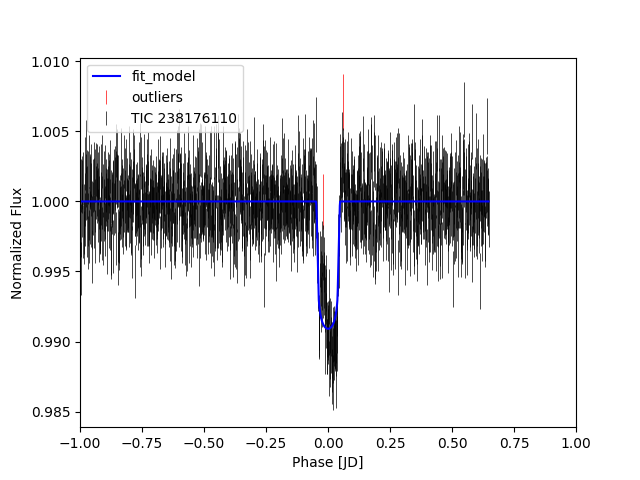 fit_model
outliers
TIC 238176110
1.010
1.005
1.000
0.995
0.990
0.985
Normalized Flux
−1.00 −0.75 −0.50 −0.25 0.00 0.25 0.50 0.75 1.00
Phase [JD]